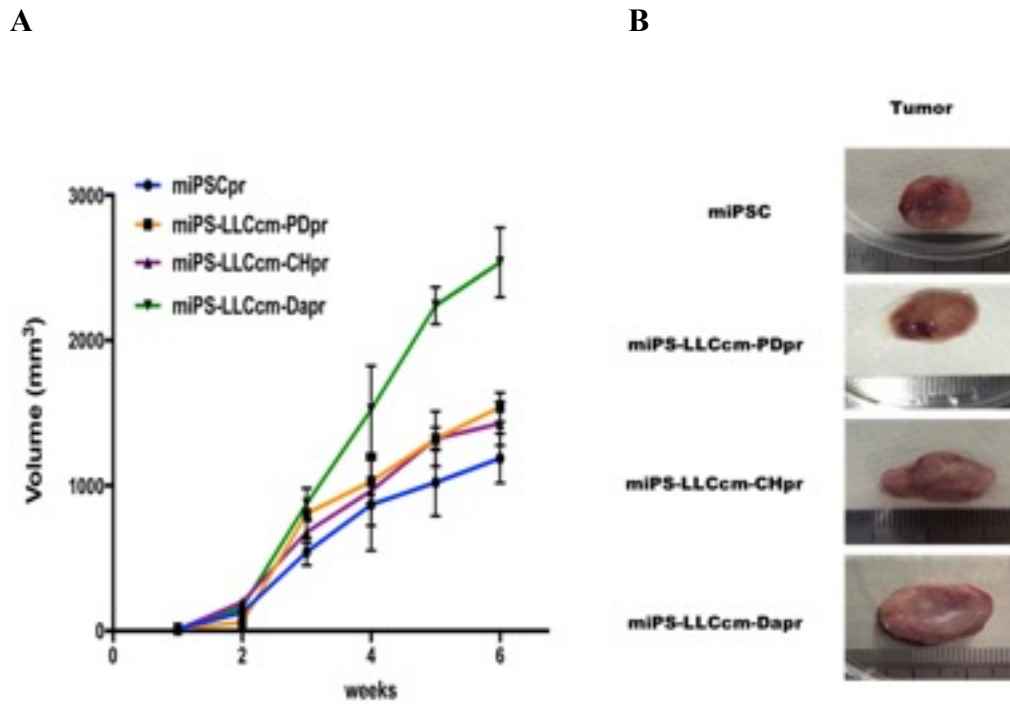 A
B
Tumor
miPSCpr
miPS-LLCcm-PDpr
miPS-LLCcm-CHpr
miPS-LLCcm-Dapr
3000
2000
1000
0
Volume (mm³)
0
2
4
6
weeks
miPSC
miPS-LLCcm-PDpr
miPS-LLCcm-CHpr
miPS-LLCcm-Dapr